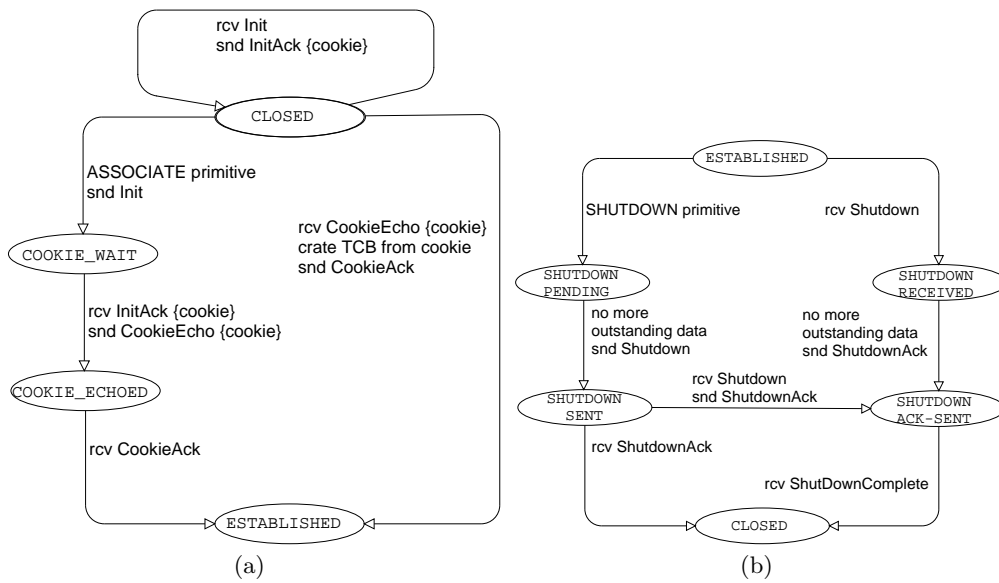 rcv Init
snd InitAck {cookie}
CLOSED
ASSOCIATE primitive
snd Init
rcv CookieEcho {cookie}
crate TCB from cookie
snd CookieAck
COOKIE_WAIT
rcv InitAck {cookie}
snd CookieEcho {cookie}
COOKIE_ECHOED
rcv CookieAck
ESTABLISHED
(a)
ESTABLISHED
SHUTDOWN primitive
rcv Shutdown
SHUTDOWN
PENDING
SHUTDOWN
RECEIVED
no more
outstanding data
snd Shutdown
no more
outstanding data
snd ShutdownAck
SHUTDOWN
SENT
rcv Shutdown
snd ShutdownAck
SHUTDOWN
ACK-SENT
rcv ShutdownAck
rcv ShutDownComplete
CLOSED
(b)